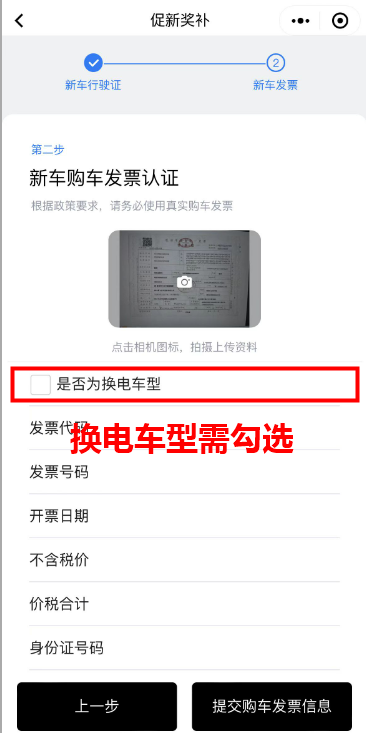 促新奖补
2
新车行驶证
新车发票
第二步
新车购车发票认证
根据政策要求，请务必使用真实购车发票
点击相机图标，拍摄上传资料
是否为换电车型
发票代码
换电车型需勾选
发票号码
开票日期
不含税价
价税合计
身份证号码
上一步
提交购车发票信息